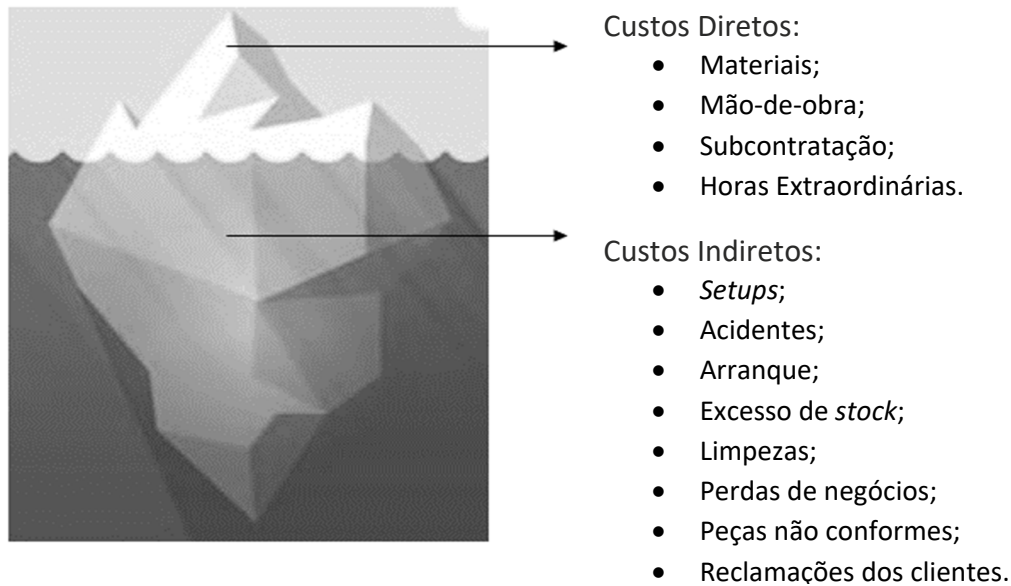 Custos Diretos:
• Materiais;
• Mão-de-obra;
• Subcontratação;
• Horas Extraordinárias.
Custos Indiretos:
• Setups;
• Acidentes;
• Arranque;
• Excesso de stock;
• Limpezas;
• Perdas de negócios;
• Peças não conformes;
• Reclamações dos clientes.